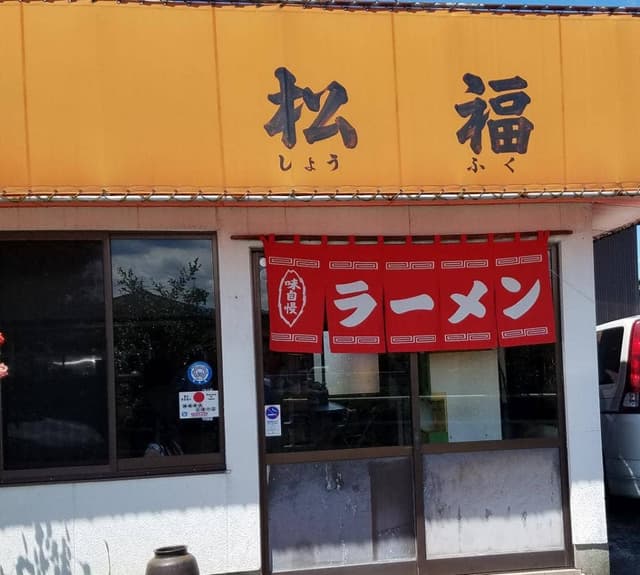 松福
しょう ふく
味自慢
ラーメン